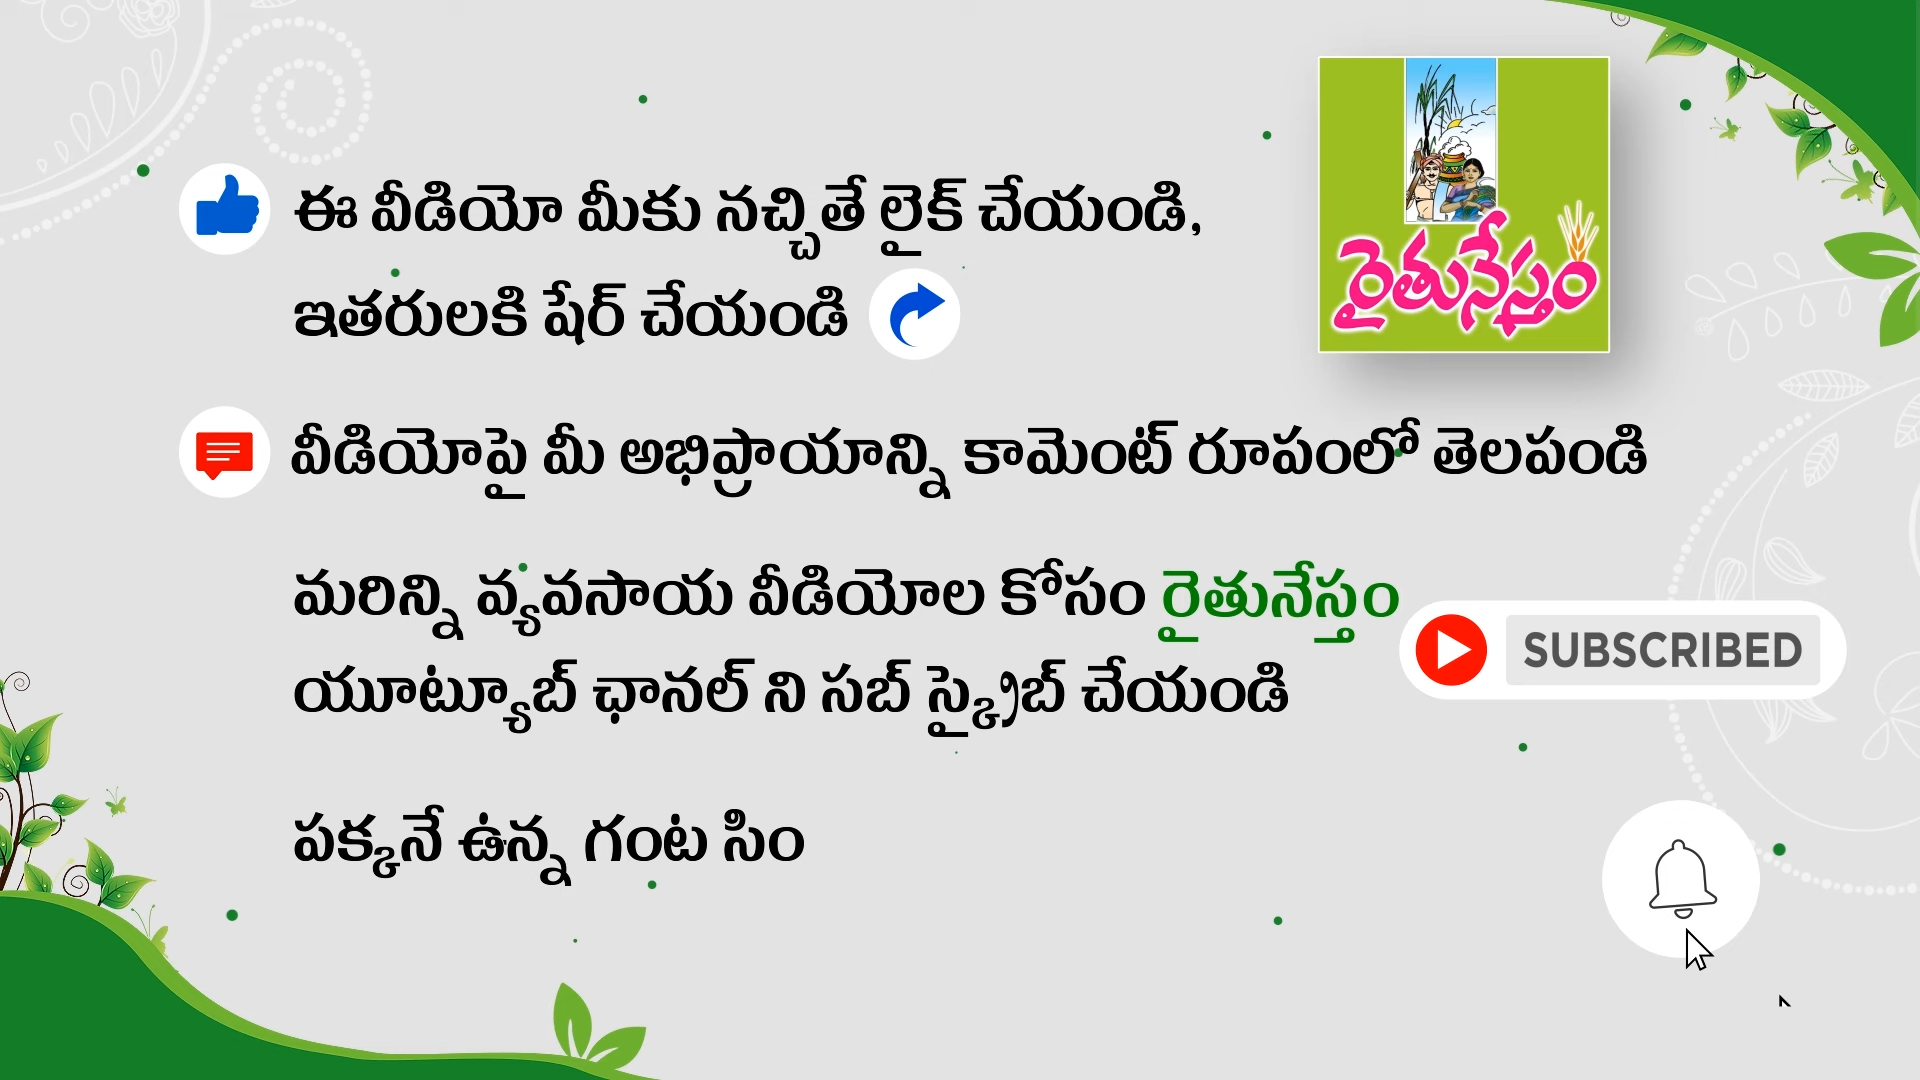 రైతునేస్తం
ఈ వీడియో మీకు నచ్చితే లైక్ చేయండి,
ఇతరులకి షేర్ చేయండి
వీడియోపై మీ అభిప్రాయాన్ని కామెంట్ రూపంలో తెలపండి
మరిన్ని వ్యవసాయ వీడియోల కోసం రైతునేస్తం
యూట్యూబ్ ఛానల్ ని సబ్ స్క్రైబ్ చేయండి
SUBSCRIBED
పక్కనే ఉన్న గంట సిం